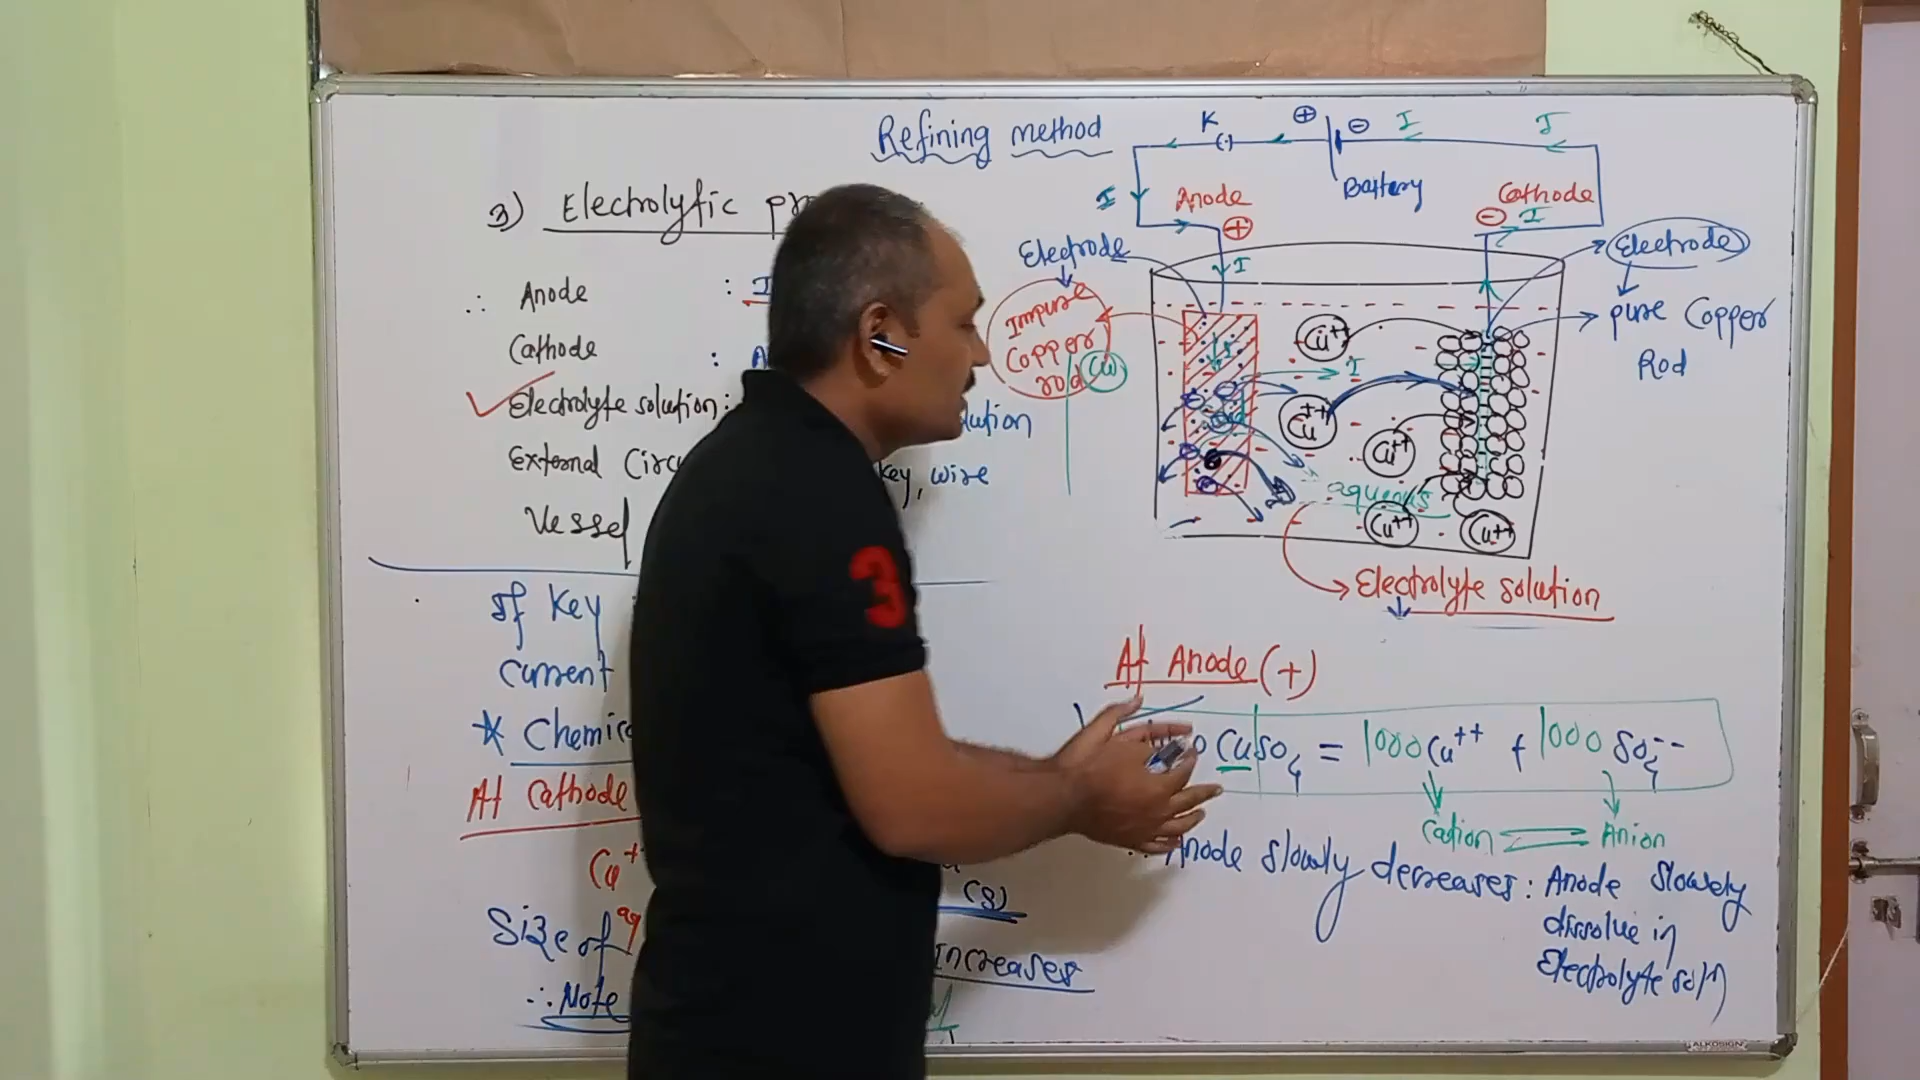 Refining method
3) Electrolytic
∴ Anode :
Cathode :
Electrolyte solution:
External
key, wire
Vessel
If key
Current
*
At Cathode
Cu⁺
(s)
Size of
Increases
∴ Note
K
⊕
⊖
I
I
Battery
I
Anode
⊕
Cathode
⊖ I
Electrode
Impure
Copper
rod (Cu)
I
Electrode
pure Copper
Rod
Cu⁺⁺
I
Cu⁺⁺
Cu⁺⁺
aqueous
Cu⁺⁺
Cu⁺⁺
Electrolyte solution
At Anode (+)
CuSO₄ = 1000 Cu⁺⁺ + 1000 SO₄⁻⁻
Cation
Anion
Anode slowly decreases : Anode slowely
dissolve in
Electrolyte solⁿ
3
ALKOSIGN